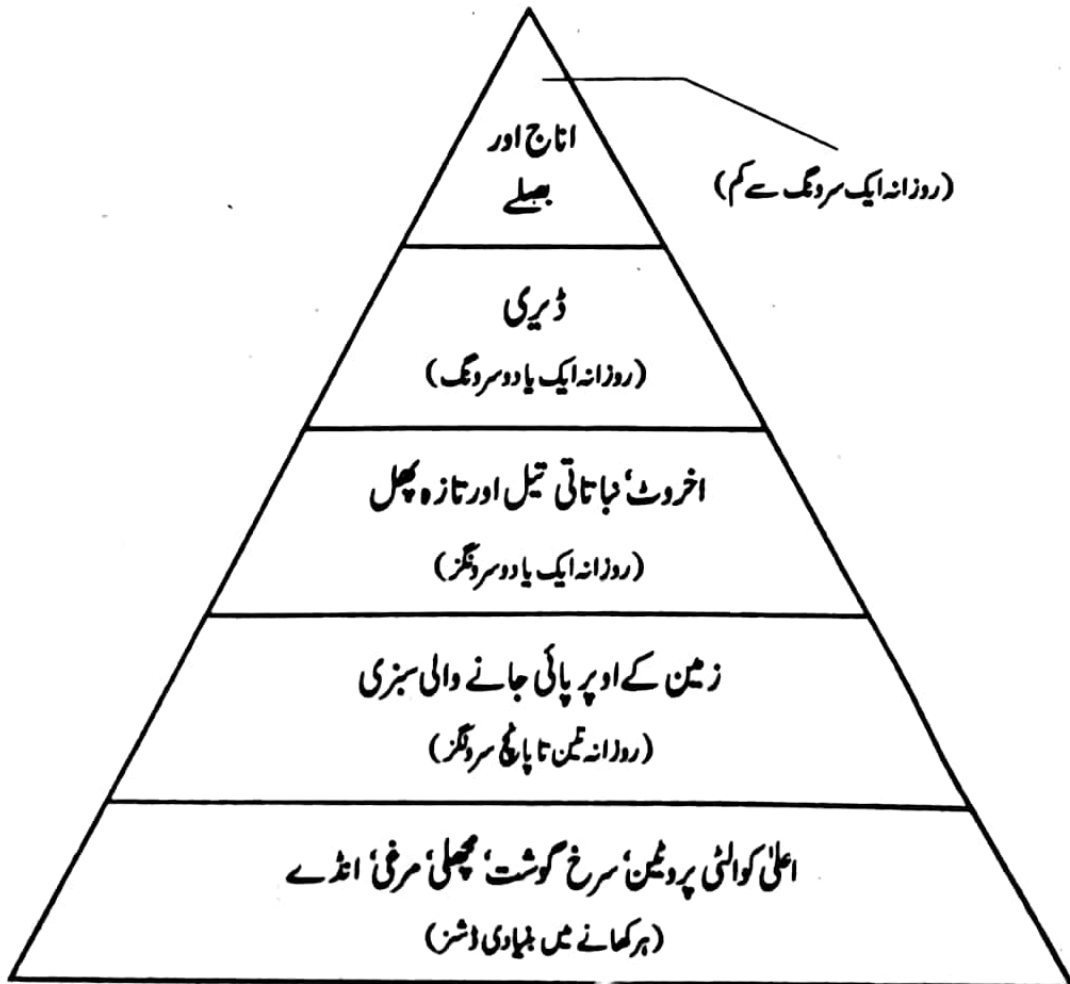 اناج اور
بھلے
(روزانہ ایک سرونگ سے کم)
ڈیری
(روزانہ ایک یا دو سرونگ)
اخروٹ، نباتاتی تیل اور تازہ پھل
(روزانہ ایک یا دو سرونگز)
زمین کے اوپر پائی جانے والی سبزی
(روزانہ تین تا پانچ سرونگز)
اعلیٰ کوالٹی پروٹین، سرخ گوشت، مچھلی، مرغی، انڈے
(ہر کھانے میں بنیادی ڈشز)